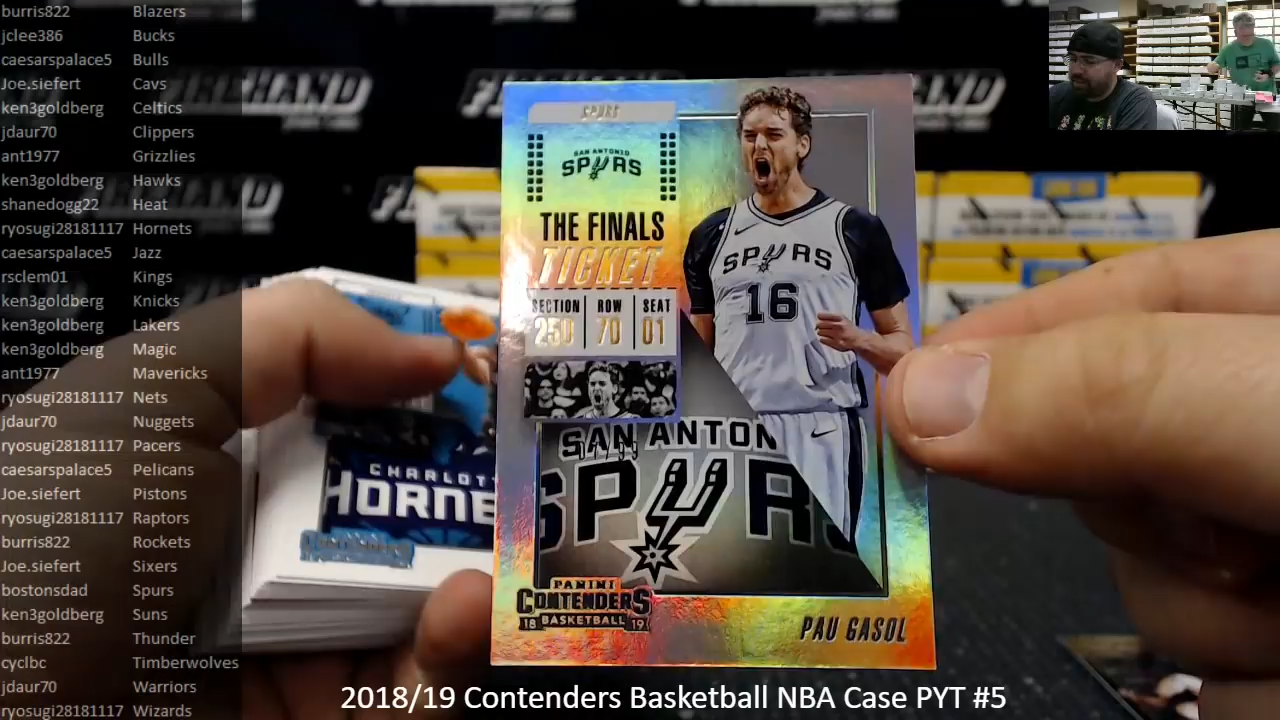 burris822 Blazers
jclee386 Bucks
caesarspalace5 Bulls
Joe.siefert Cavs
ken3goldberg Celtics
jdaur70 Clippers
ant1977 Grizzlies
ken3goldberg Hawks
shanedogg22 Heat
ryosugi28181117 Hornets
caesarspalace5 Jazz
rsclem01 Kings
ken3goldberg Knicks
ken3goldberg Lakers
ken3goldberg Magic
ant1977 Mavericks
ryosugi28181117 Nets
jdaur70 Nuggets
ryosugi28181117 Pacers
caesarspalace5 Pelicans
Joe.siefert Pistons
ryosugi28181117 Raptors
burris822 Rockets
Joe.siefert Sixers
bostonsdad Spurs
ken3goldberg Suns
burris822 Thunder
cyclbc Timberwolves
jdaur70 Warriors
ryosugi28181117 Wizards
SPURS
SAN ANTONIO
SPURS
THE FINALS
TICKET
SECTION ROW SEAT
250 70 01
SPURS
16
SAN ANTON
SPURS
PANINI
CONTENDERS
18 BASKETBALL 19
PAU GASOL
CHARLOT
HORNE
Contenders
FIREHAND
2018/19 Contenders Basketball NBA Case PYT #5